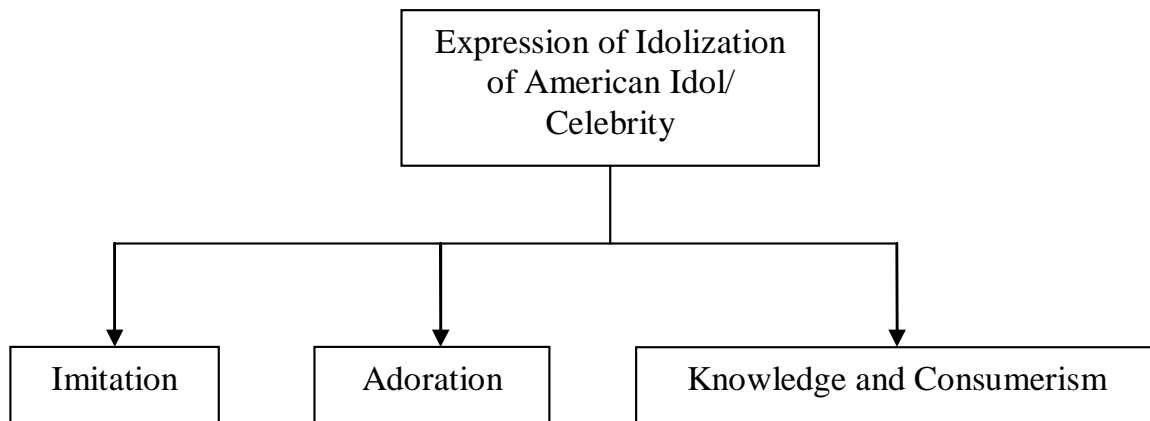 Expression of Idolization
of American Idol/
Celebrity
Imitation
Adoration
Knowledge and Consumerism